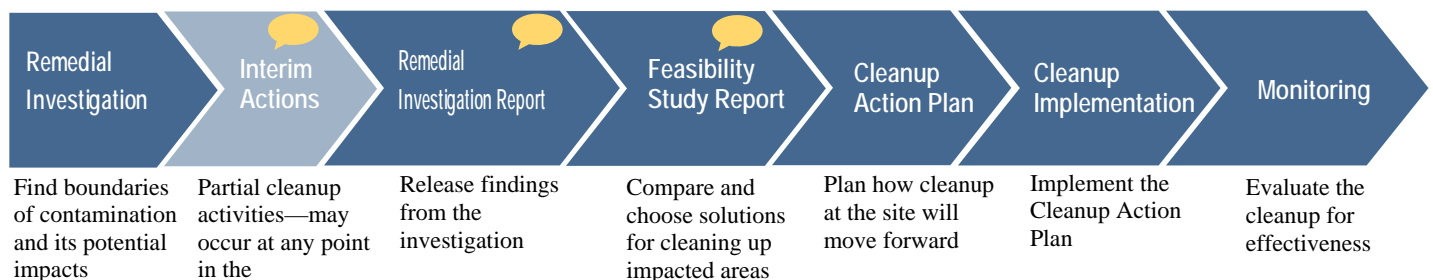 Remedial
Investigation
Interim
Actions
Remedial
Investigation Report
Feasibility
Study Report
Cleanup
Action Plan
Cleanup
Implementation
Monitoring
Find boundaries
of contamination
and its potential
impacts
Partial cleanup
activities—may
occur at any point
in the
Release findings
from the
investigation
Compare and
choose solutions
for cleaning up
impacted areas
Plan how cleanup
at the site will
move forward
Implement the
Cleanup Action
Plan
Evaluate the
cleanup for
effectiveness